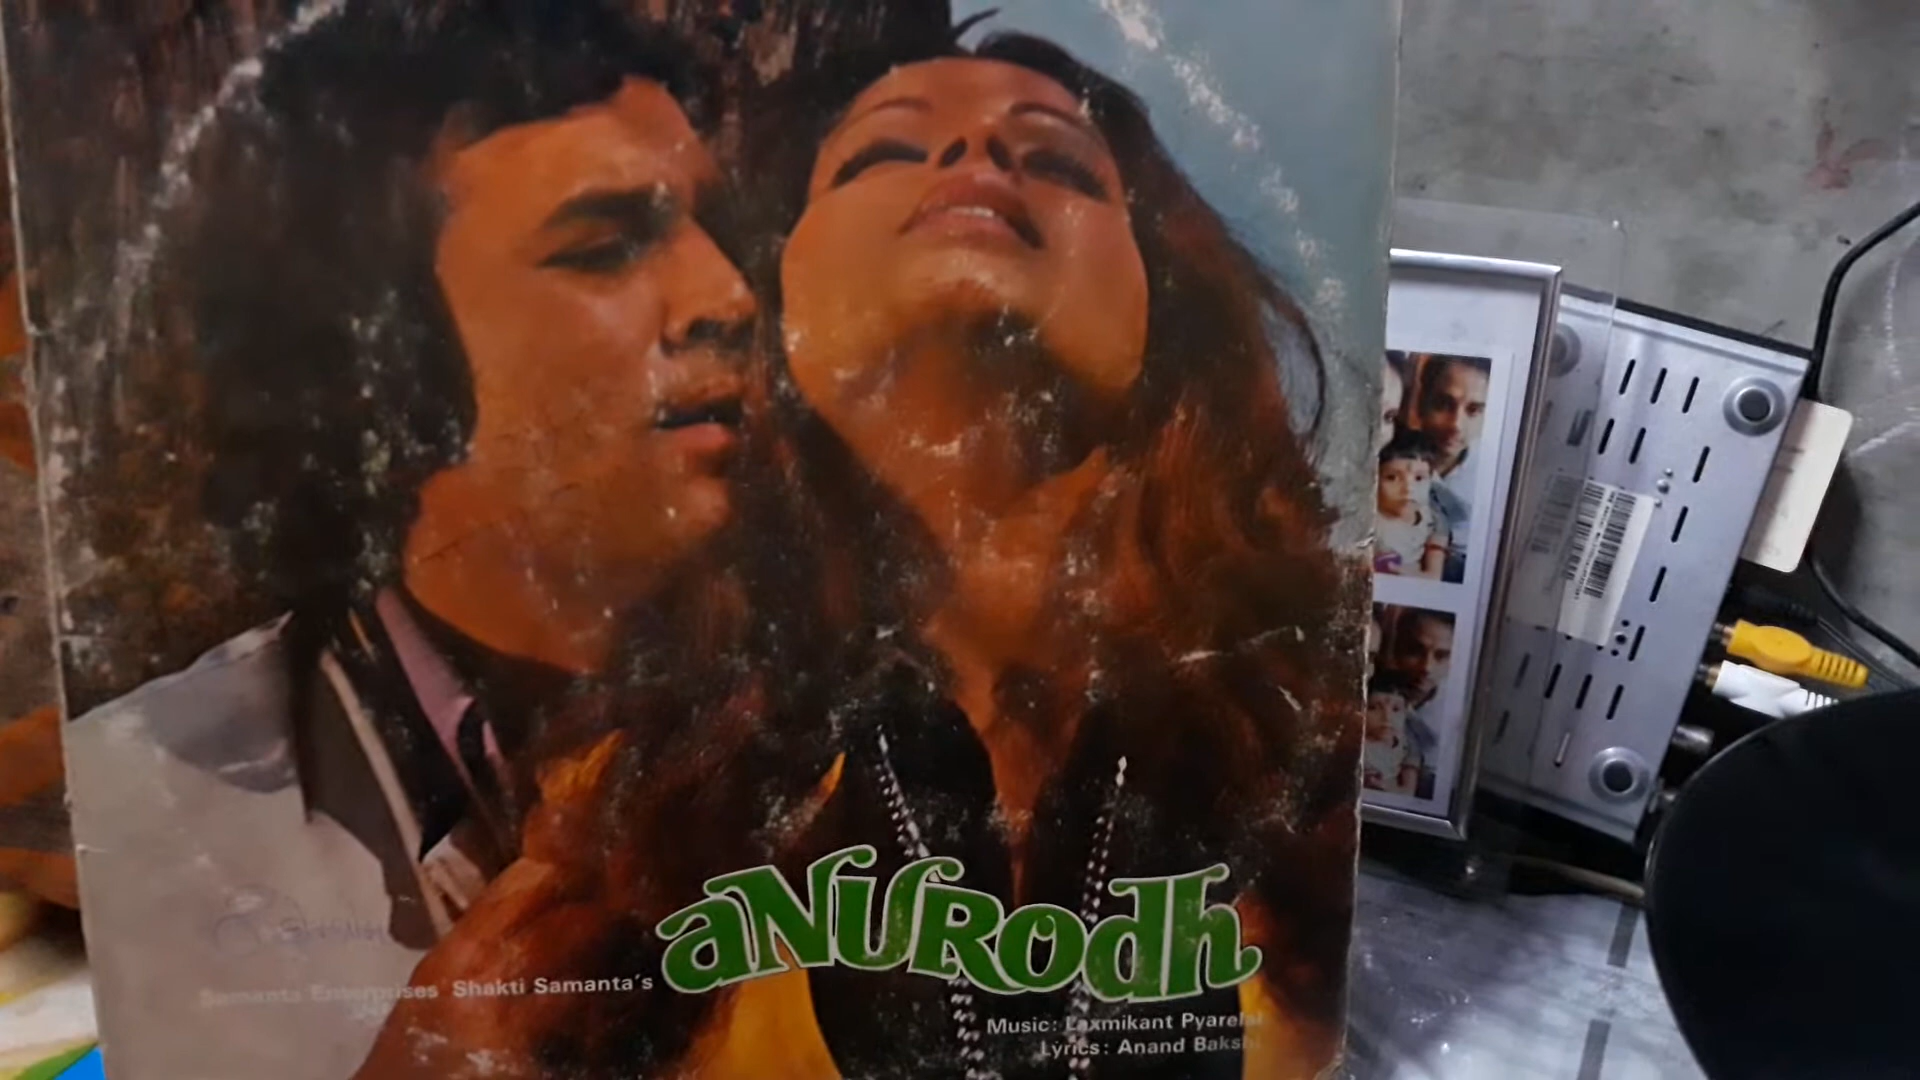 aNURodh
Samanta Enterprises Shakti Samanta's
Music: Laxmikant Pyarelal
Lyrics: Anand Bakshi